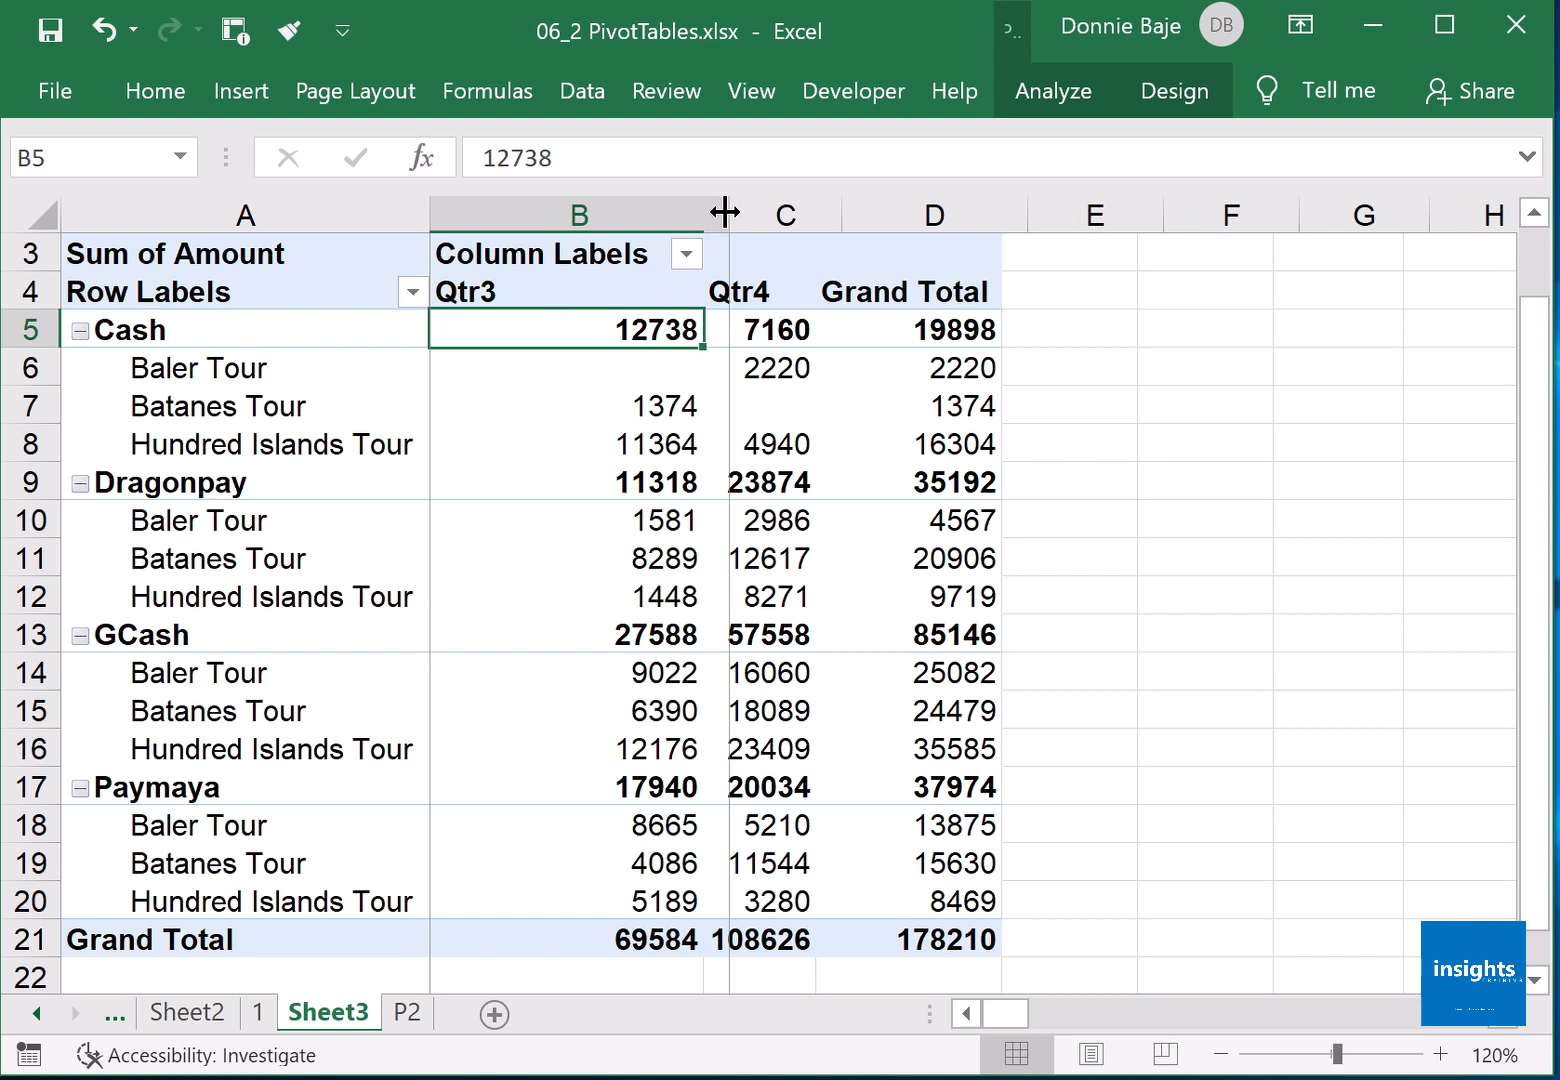 06_2 PivotTables.xlsx - Excel
Donnie Baje DB
File Home Insert Page Layout Formulas Data Review View Developer Help Analyze Design Tell me Share
B5 fx 12738
A B C D E F G H
3 Sum of Amount Column Labels
4 Row Labels Qtr3 Qtr4 Grand Total
5 Cash 12738 7160 19898
6 Baler Tour 2220 2220
7 Batanes Tour 1374 1374
8 Hundred Islands Tour 11364 4940 16304
9 Dragonpay 11318 23874 35192
10 Baler Tour 1581 2986 4567
11 Batanes Tour 8289 12617 20906
12 Hundred Islands Tour 1448 8271 9719
13 GCash 27588 57558 85146
14 Baler Tour 9022 16060 25082
15 Batanes Tour 6390 18089 24479
16 Hundred Islands Tour 12176 23409 35585
17 Paymaya 17940 20034 37974
18 Baler Tour 8665 5210 13875
19 Batanes Tour 4086 11544 15630
20 Hundred Islands Tour 5189 3280 8469
21 Grand Total 69584 108626 178210
22
insights
... Sheet2 1 Sheet3 P2
Accessibility: Investigate 120%